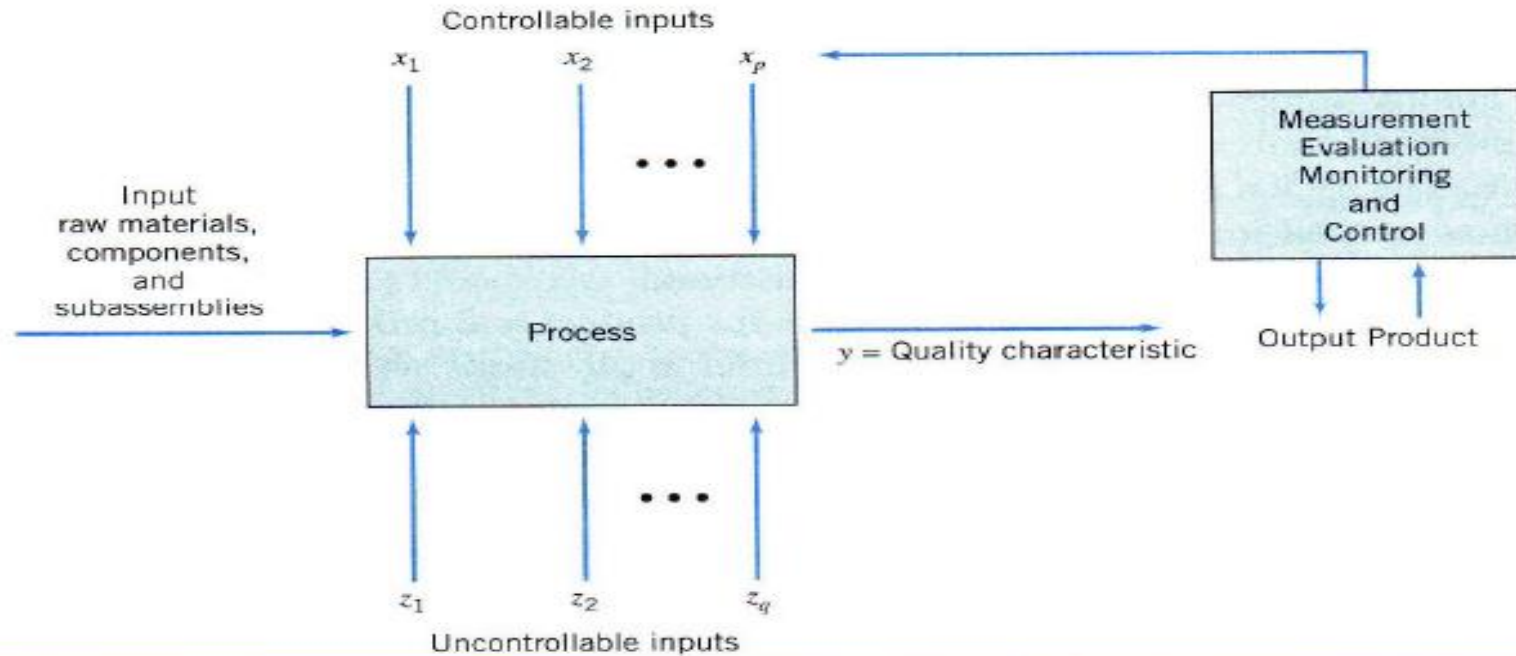 Controllable inputs
x₁ x₂ xₚ
• • •
Measurement
Evaluation
Monitoring
and
Control
Input
raw materials,
components,
and
subassemblies
Process
y = Quality characteristic
Output Product
• • •
z₁ z₂ z_q
Uncontrollable inputs